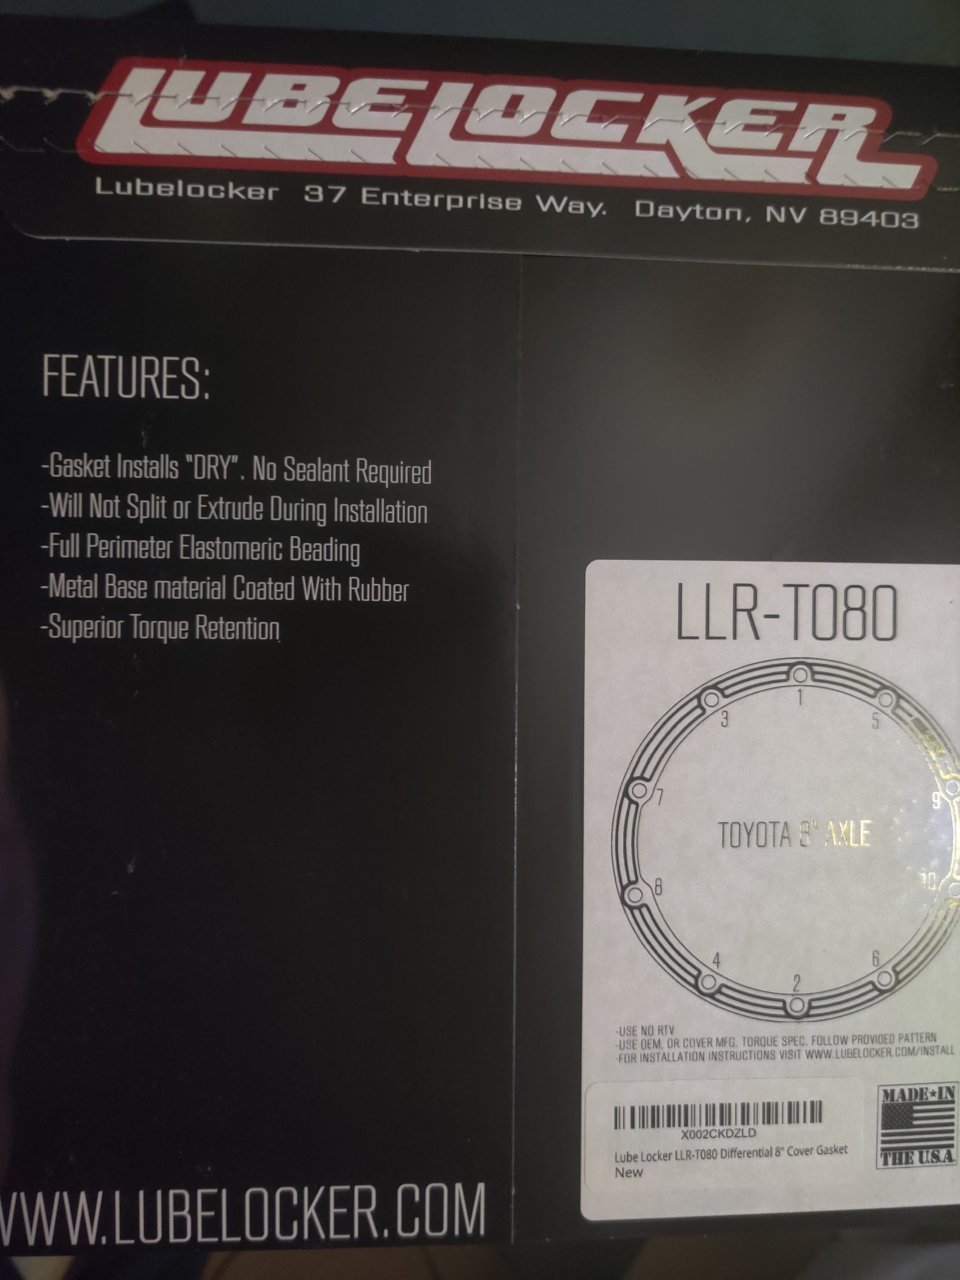 LUBELOCKER
Lubelocker 37 Enterprise Way. Dayton, NV 89403
FEATURES:
-Gasket Installs "DRY". No Sealant Required
-Will Not Split or Extrude During Installation
-Full Perimeter Elastomeric Beading
-Metal Base material Coated With Rubber
-Superior Torque Retention
WWW.LUBELOCKER.COM
LLR-T080
1
3
5
7
9
TOYOTA 8" AXLE
8
10
4
6
2
-USE NO RTV
-USE OEM, OR COVER MFG. TORQUE SPEC. FOLLOW PROVIDED PATTERN
-FOR INSTALLATION INSTRUCTIONS VISIT WWW.LUBELOCKER.COM/INSTALL
X002CKDZLD
Lube Locker LLR-T080 Differential 8" Cover Gasket
New
MADE★IN
THE U.S.A.